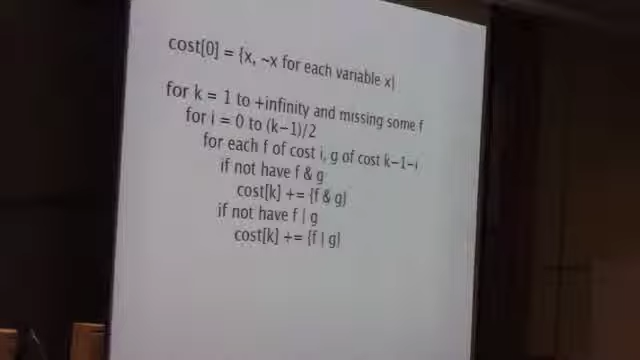 cost[0] = {x, ~x for each variable x}
for k = 1 to +infinity and missing some f
for i = 0 to (k-1)/2
for each f of cost i, g of cost k-1-i
if not have f & g
cost[k] += {f & g}
if not have f | g
cost[k] += {f | g}